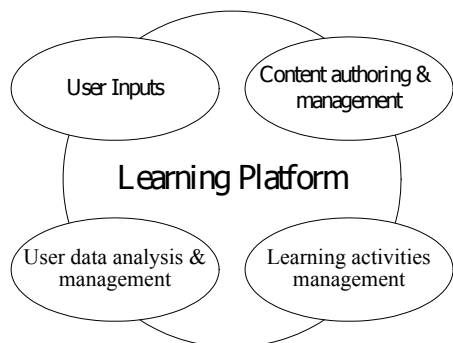 User Inputs
Content authoring &
management
Learning Platform
User data analysis &
management
Learning activities
management